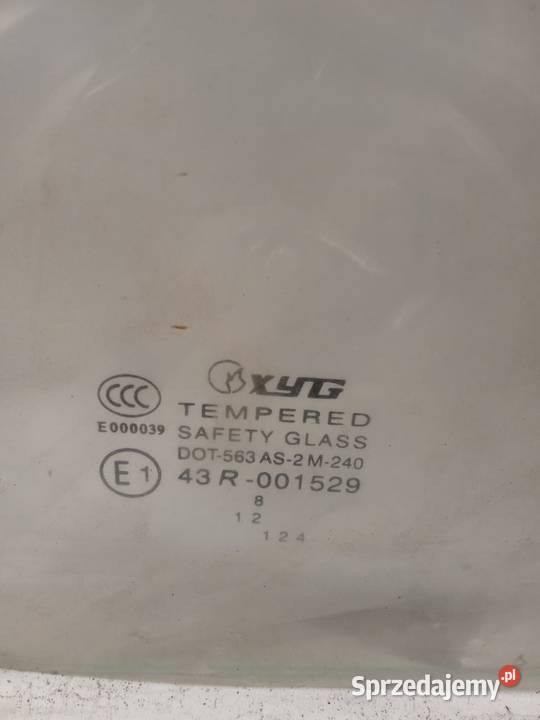 XYG
CCC
TEMPERED
E000039
SAFETY GLASS
DOT-563 AS-2 M-240
E1
43R-001529
8
1 2
1 2 4
Sprzedajemy.pl